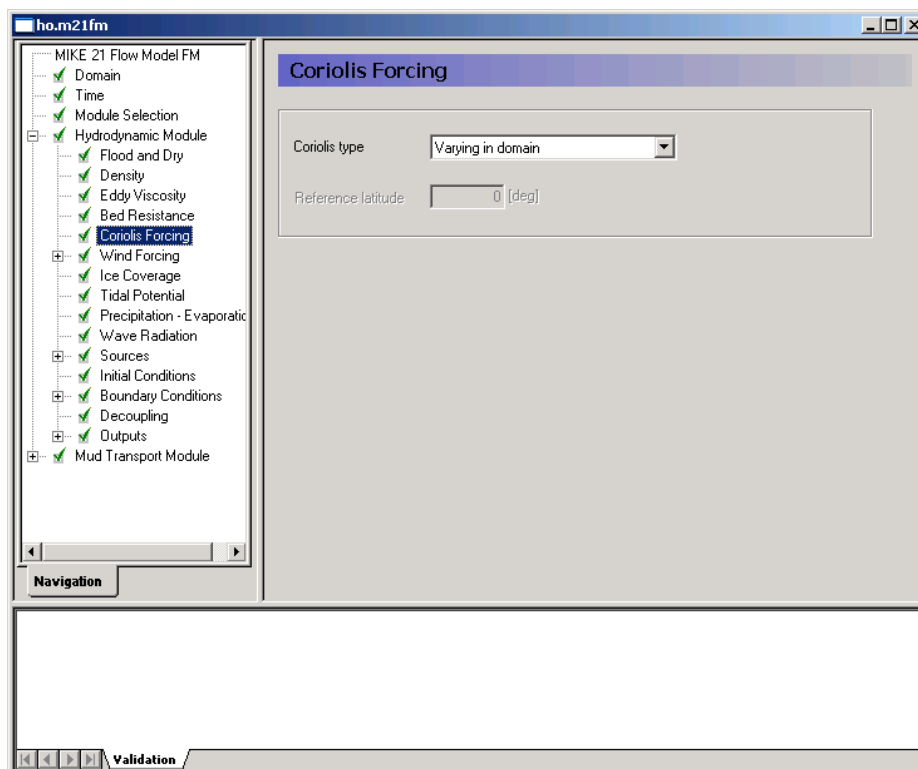 ho.m21fm
MIKE 21 Flow Model FM
Domain
Time
Module Selection
Hydrodynamic Module
Flood and Dry
Density
Eddy Viscosity
Bed Resistance
Coriolis Forcing
Wind Forcing
Ice Coverage
Tidal Potential
Precipitation - Evaporatic
Wave Radiation
Sources
Initial Conditions
Boundary Conditions
Decoupling
Outputs
Mud Transport Module
Navigation
Coriolis Forcing
Coriolis type Varying in domain
Reference latitude 0 [deg]
Validation